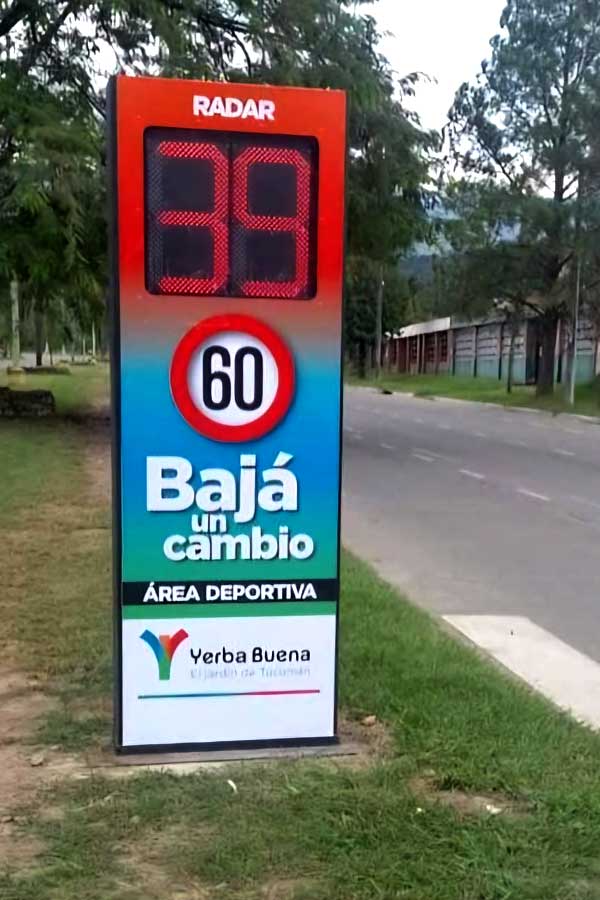 RADAR
39
60
Bajá
un
cambio
ÁREA DEPORTIVA
Yerba Buena
El jardín de Tucumán